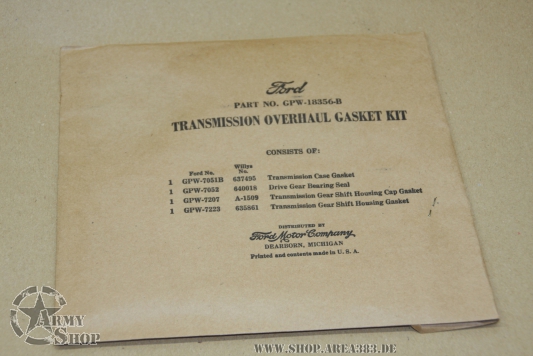 Ford
PART NO. GPW-18356-B
TRANSMISSION OVERHAUL GASKET KIT
CONSISTS OF:
Ford No. Willys No.
1 GPW-7051B 637495 Transmission Case Gasket
1 GPW-7052 640018 Drive Gear Bearing Seal
1 GPW-7207 A-1509 Transmission Gear Shift Housing Cap Gasket
1 GPW-7223 635861 Transmission Gear Shift Housing Gasket
DISTRIBUTED BY
Ford Motor Company
DEARBORN, MICHIGAN
Printed and contents made in U. S. A.
ARMY
SHOP
WWW.SHOP.AREA383.DE